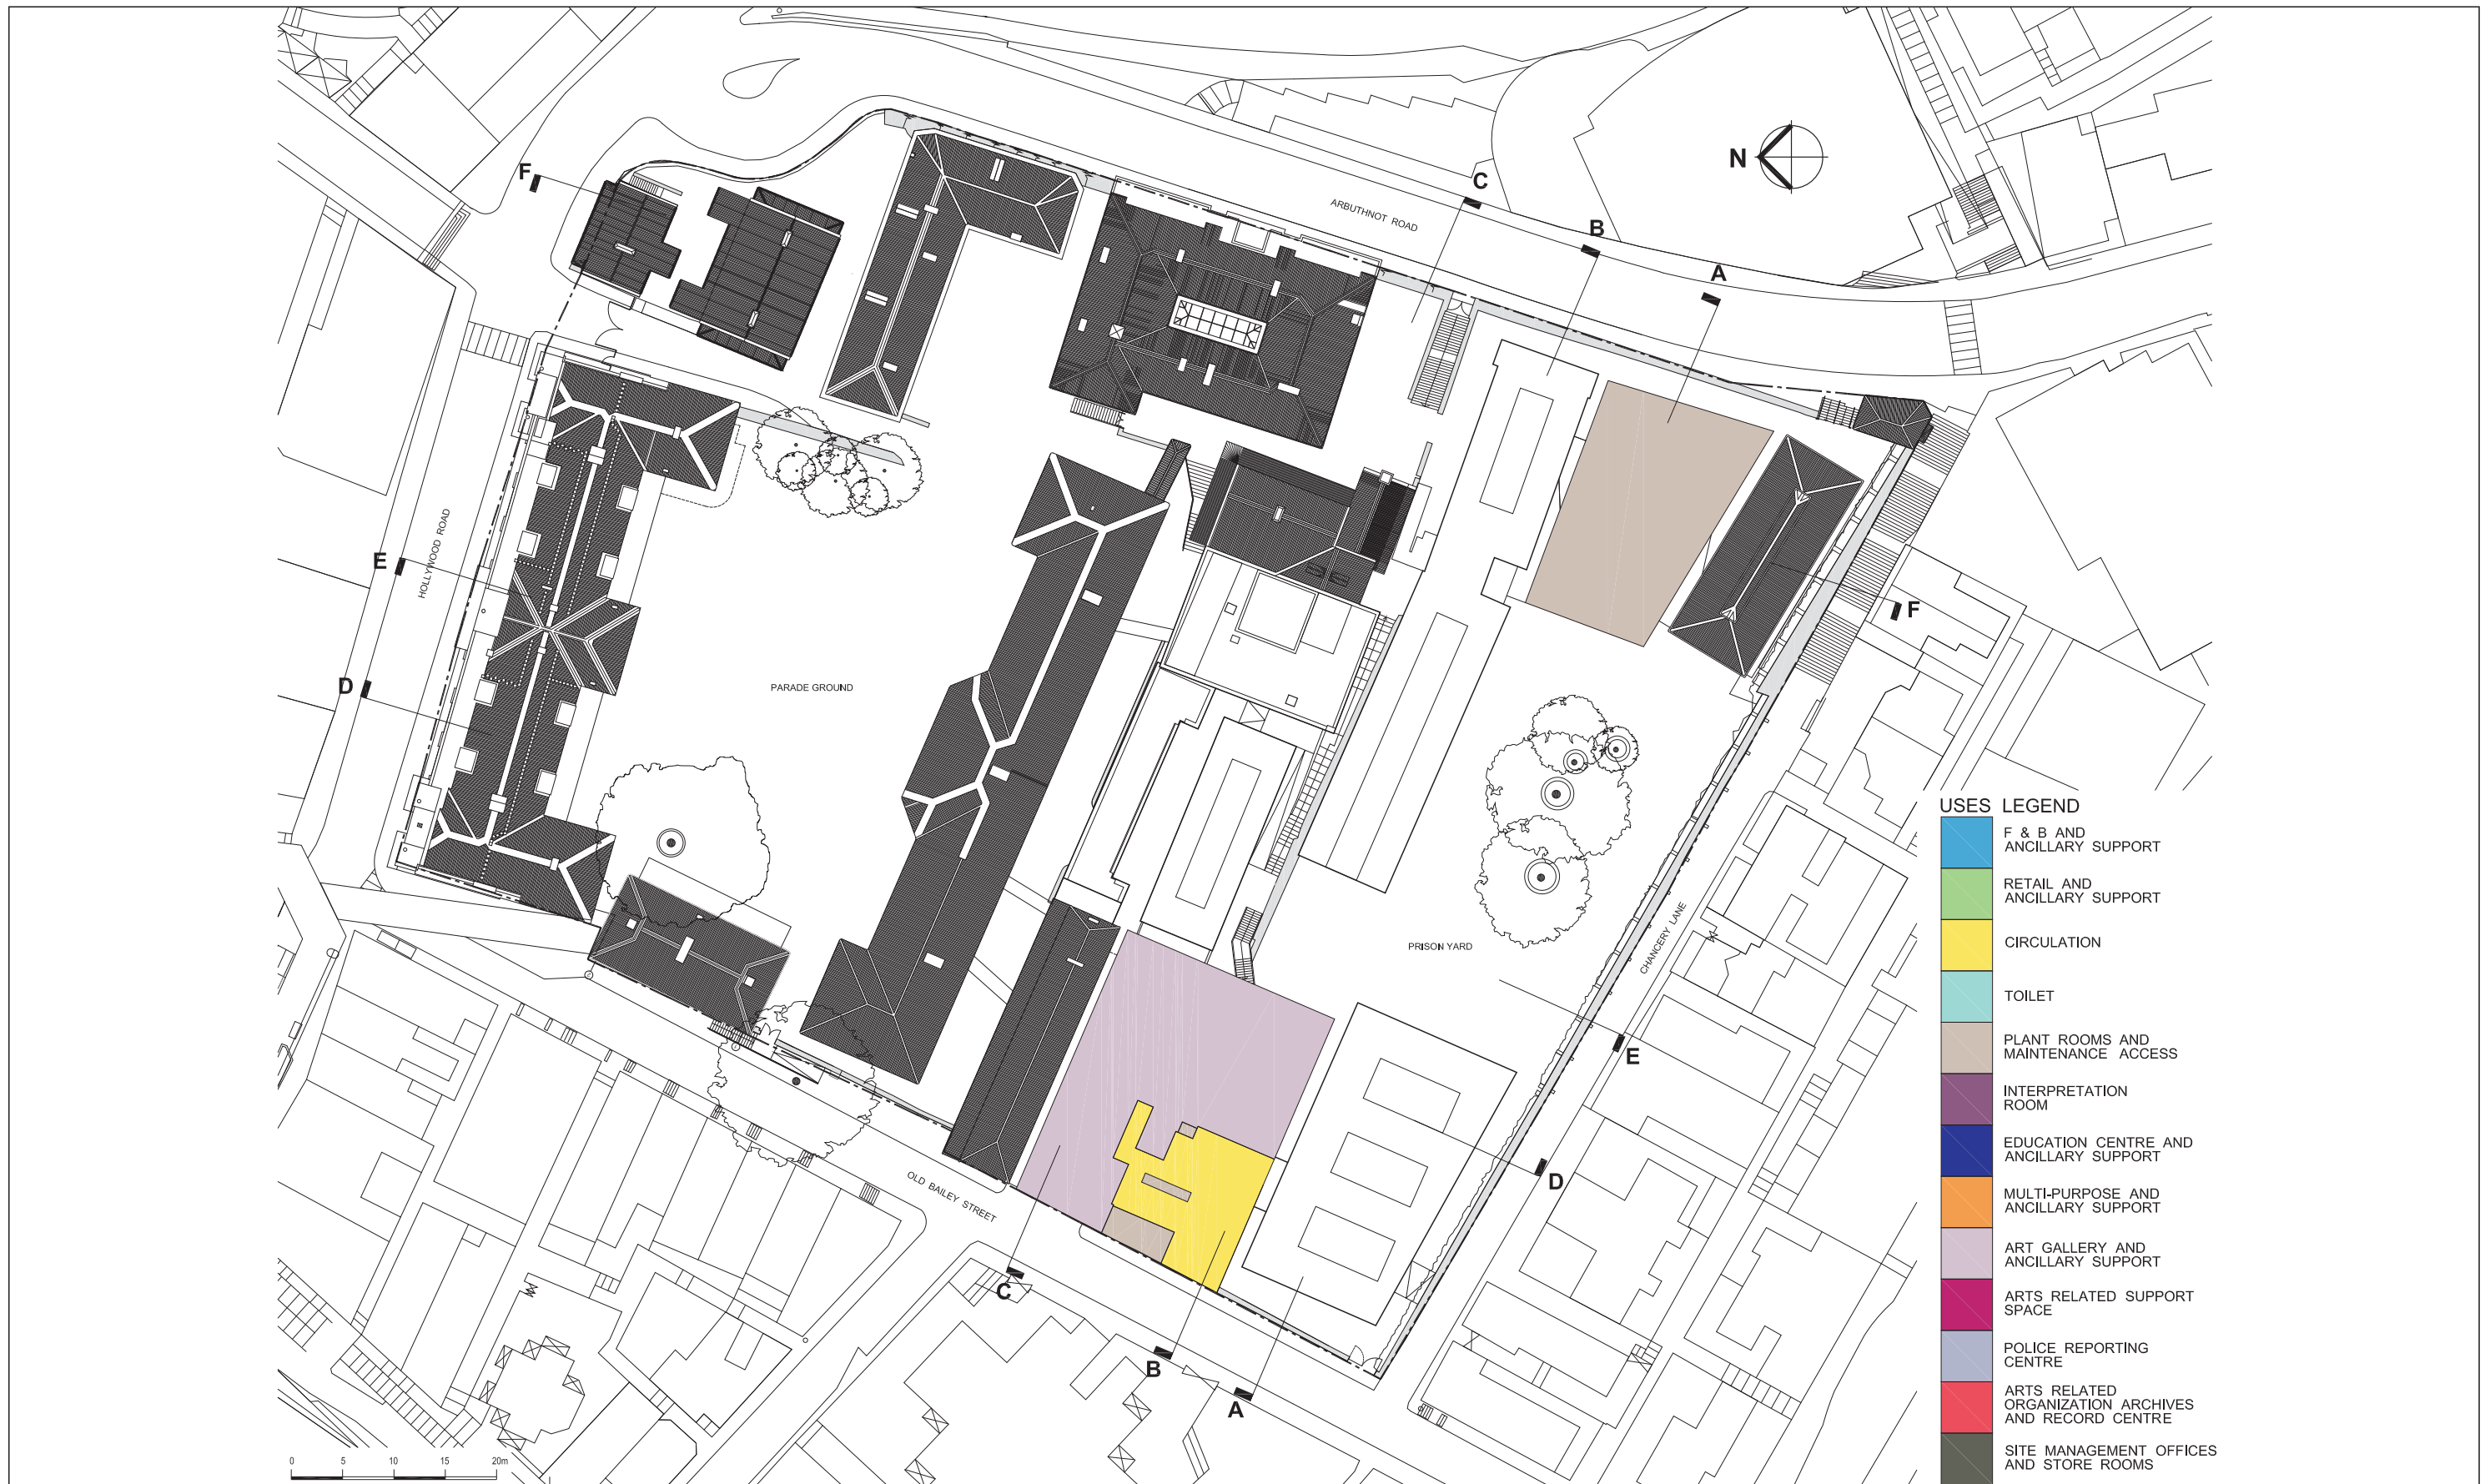 F
N
C
ARBUTHNOT ROAD
B
A
HOLLYWOOD ROAD
E
F
D
PARADE GROUND
PRISON YARD
CHANCERY LANE
E
D
OLD BAILEY STREET
C
B
A
0 5 10 15 20m
USES LEGEND
F & B AND
ANCILLARY SUPPORT
RETAIL AND
ANCILLARY SUPPORT
CIRCULATION
TOILET
PLANT ROOMS AND
MAINTENANCE ACCESS
INTERPRETATION
ROOM
EDUCATION CENTRE AND
ANCILLARY SUPPORT
MULTI-PURPOSE AND
ANCILLARY SUPPORT
ART GALLERY AND
ANCILLARY SUPPORT
ARTS RELATED SUPPORT
SPACE
POLICE REPORTING
CENTRE
ARTS RELATED
ORGANIZATION ARCHIVES
AND RECORD CENTRE
SITE MANAGEMENT OFFICES
AND STORE ROOMS